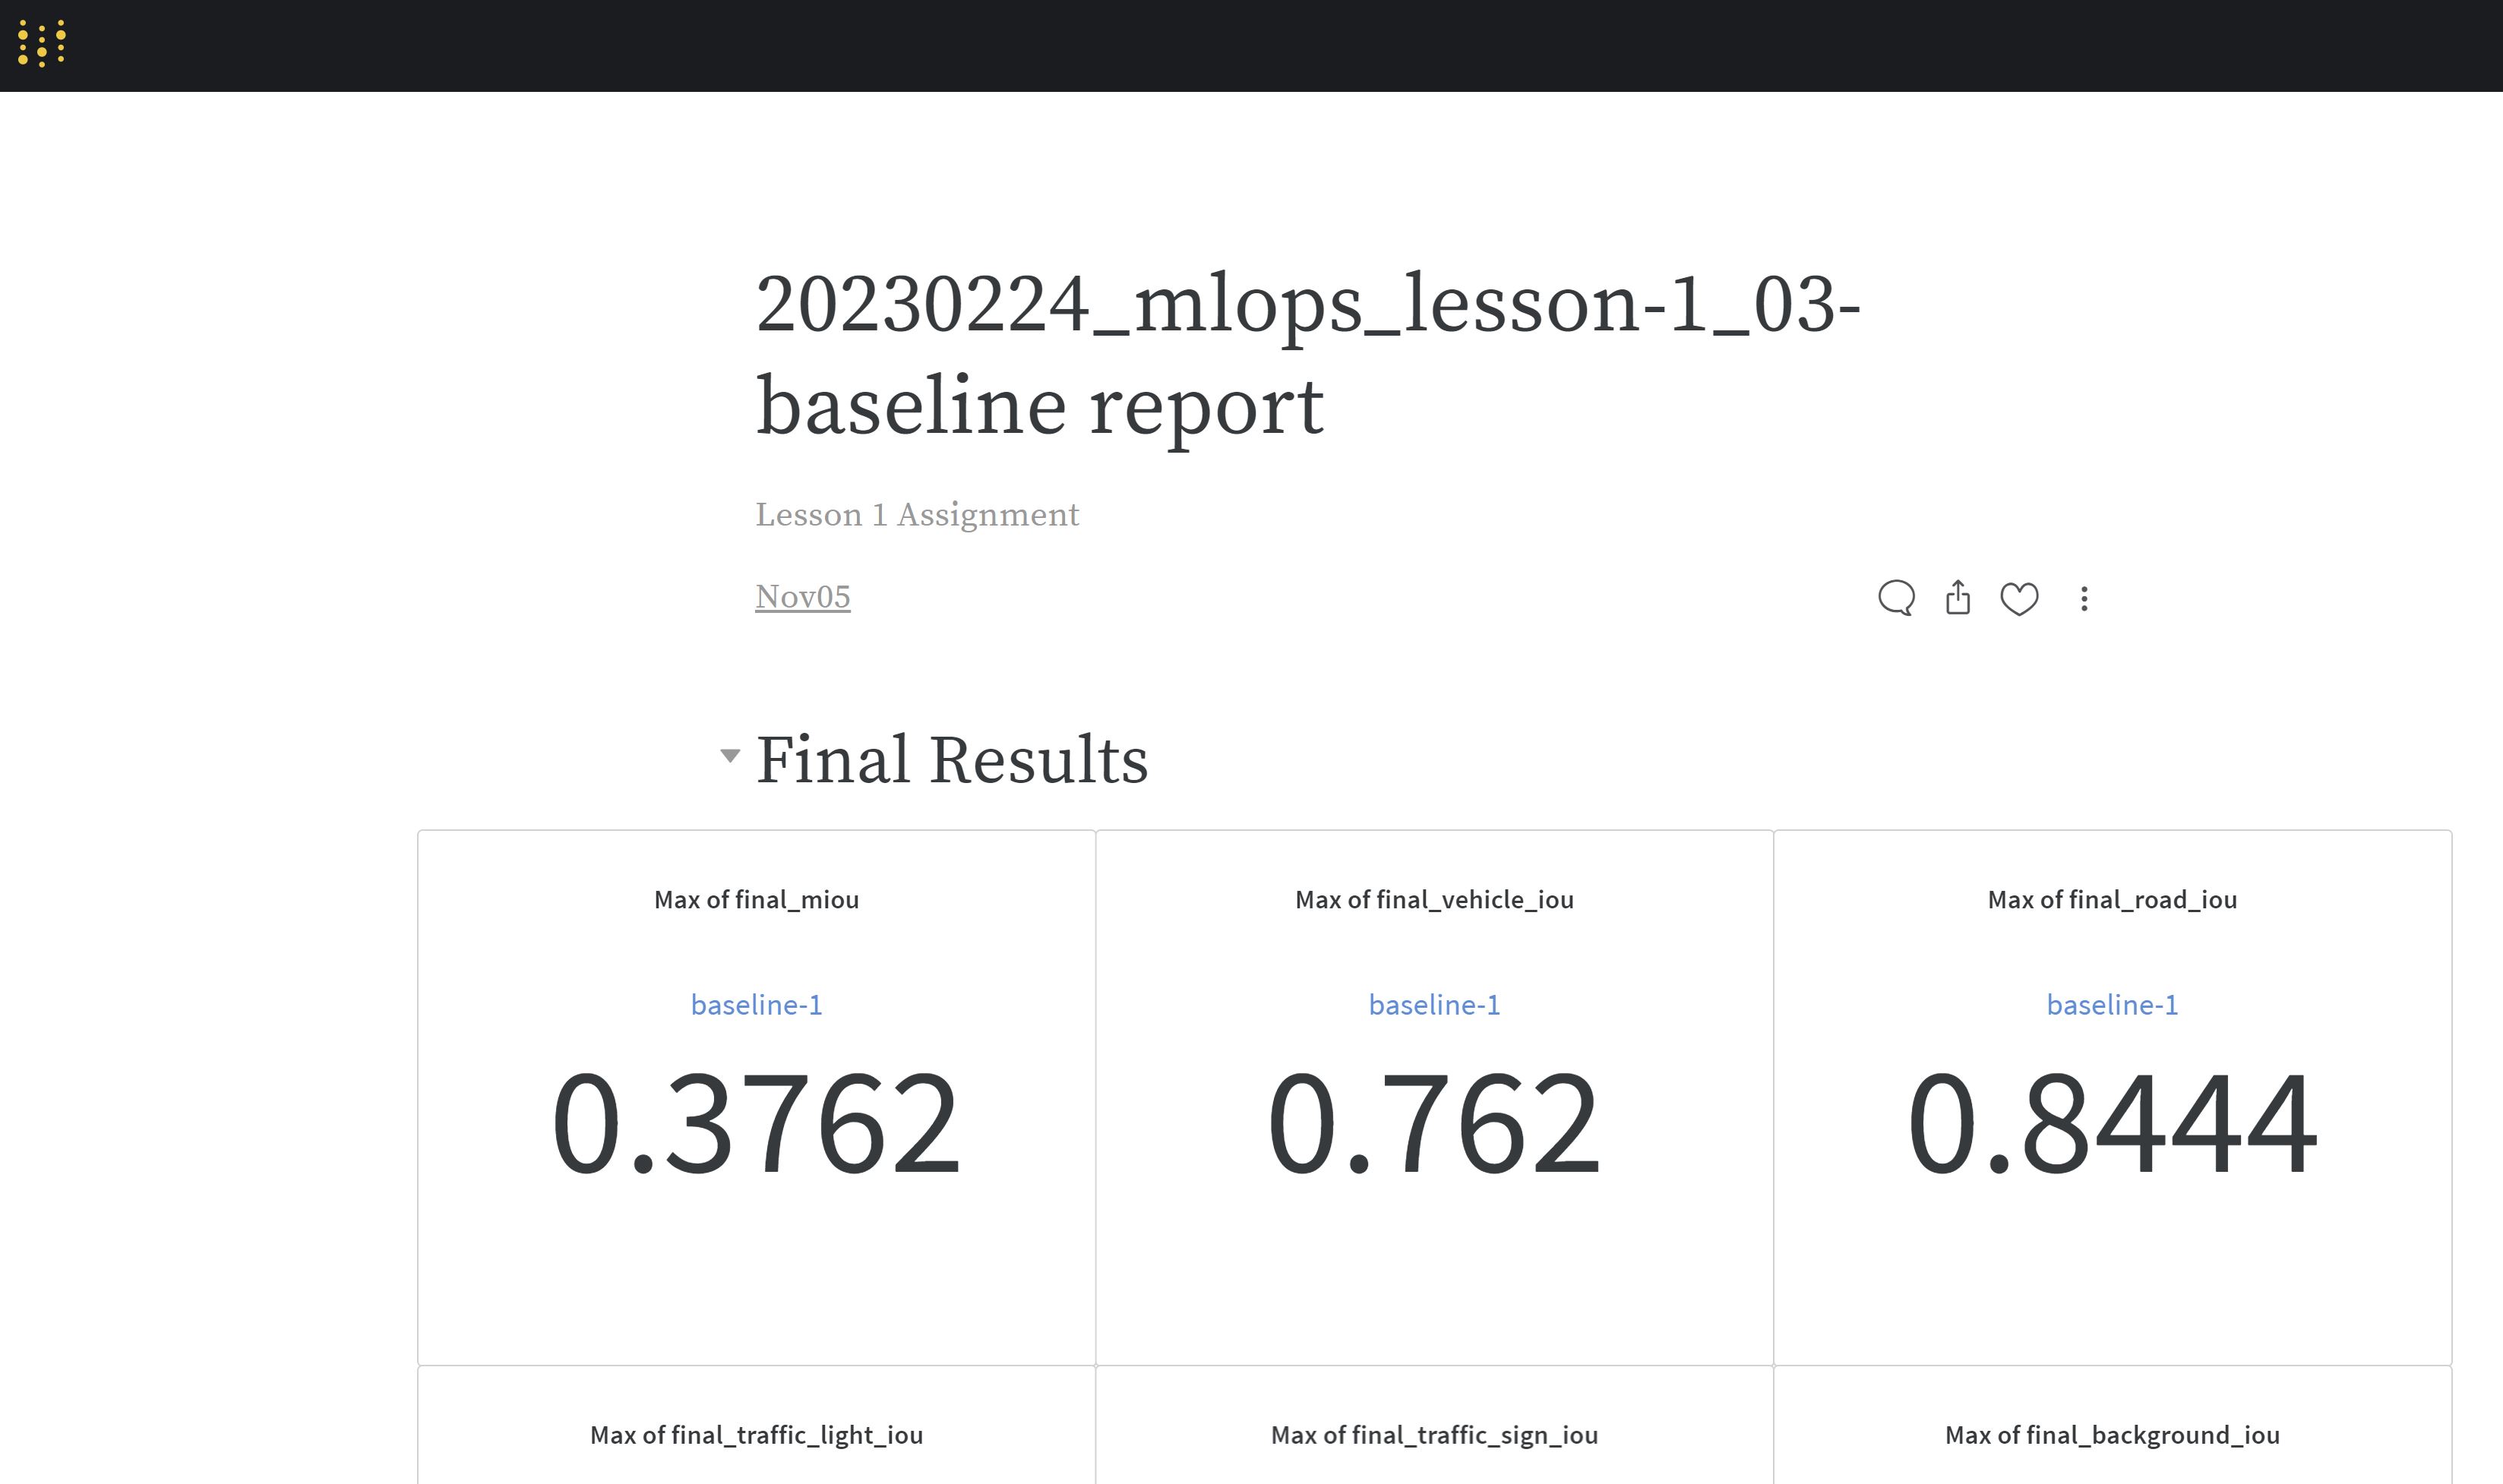 20230224_mlops_lesson-1_03-
baseline report
Lesson 1 Assignment
Nov05
Final Results
Max of final_miou
baseline-1
0.3762
Max of final_vehicle_iou
baseline-1
0.762
Max of final_road_iou
baseline-1
0.8444
Max of final_traffic_light_iou
Max of final_traffic_sign_iou
Max of final_background_iou